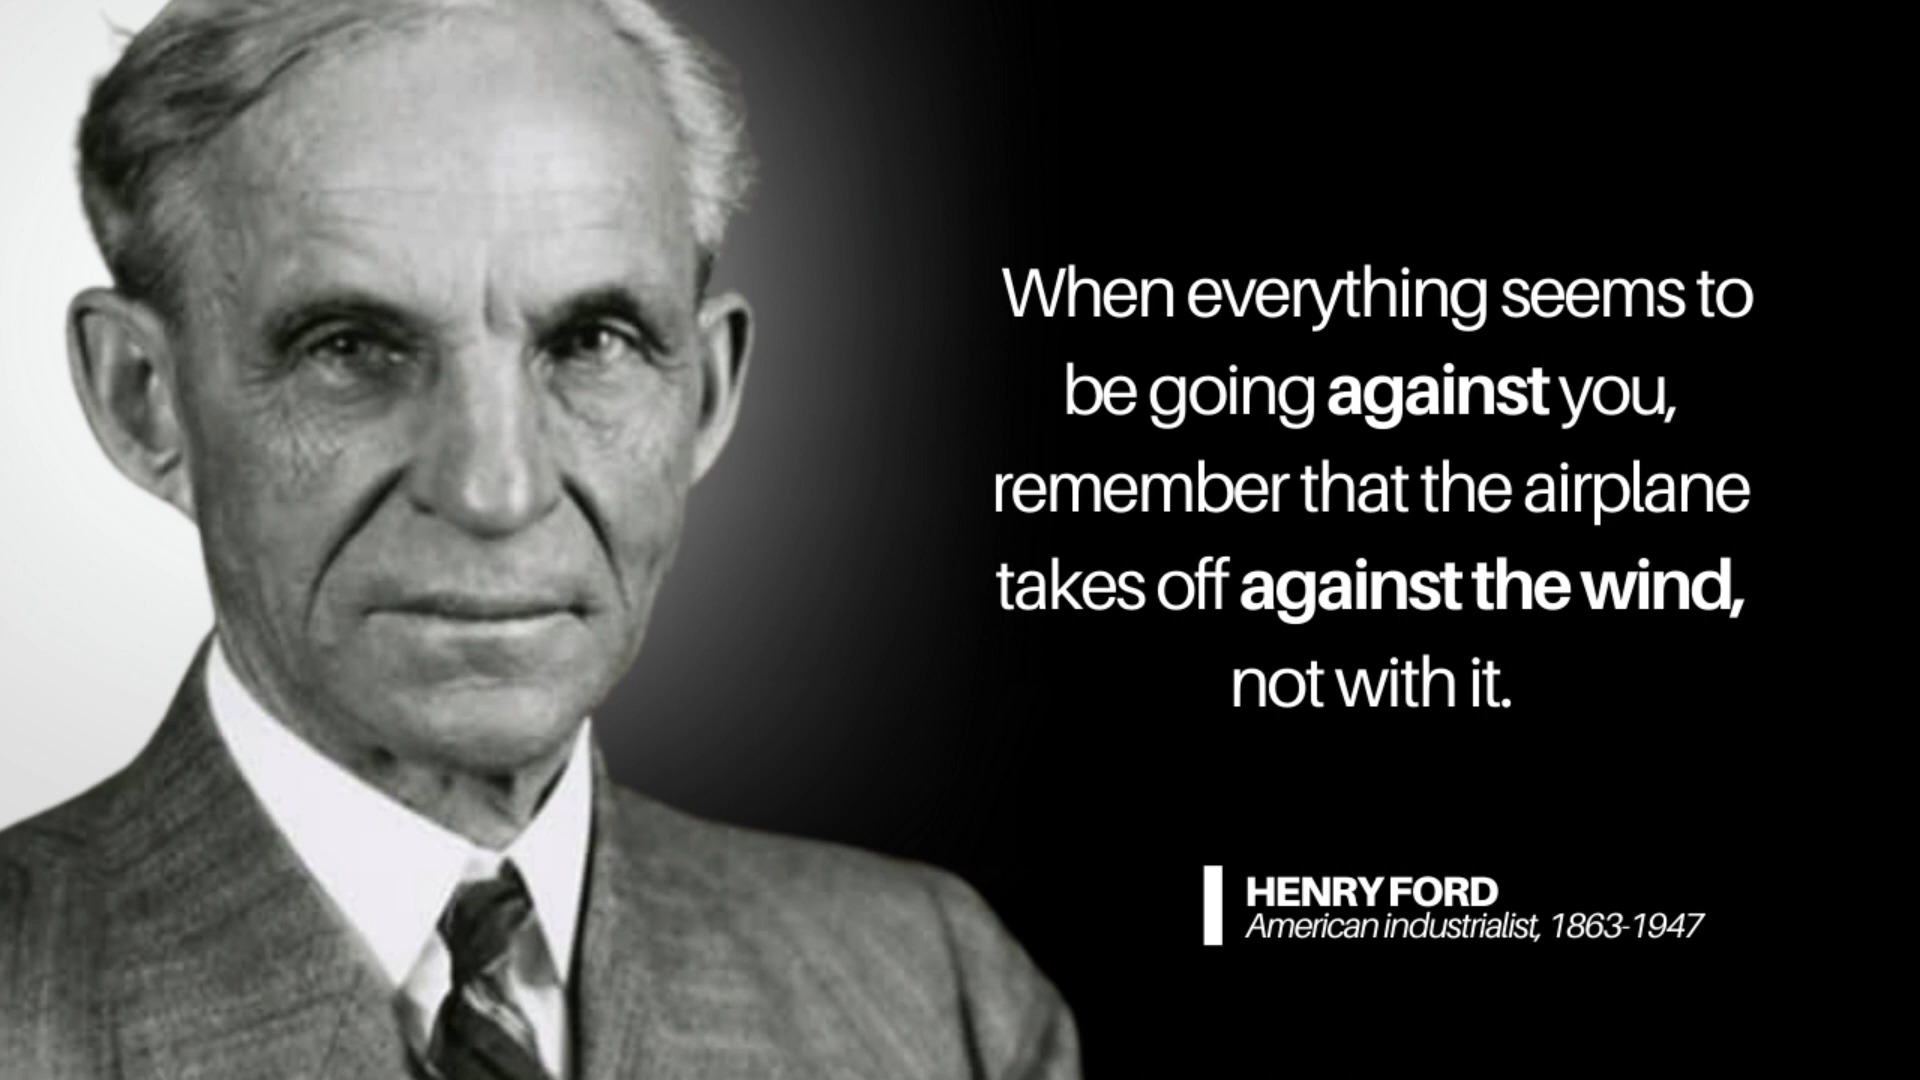 When everything seems to
be going against you,
remember that the airplane
takes off against the wind,
not with it.
HENRY FORD
American industrialist, 1863-1947